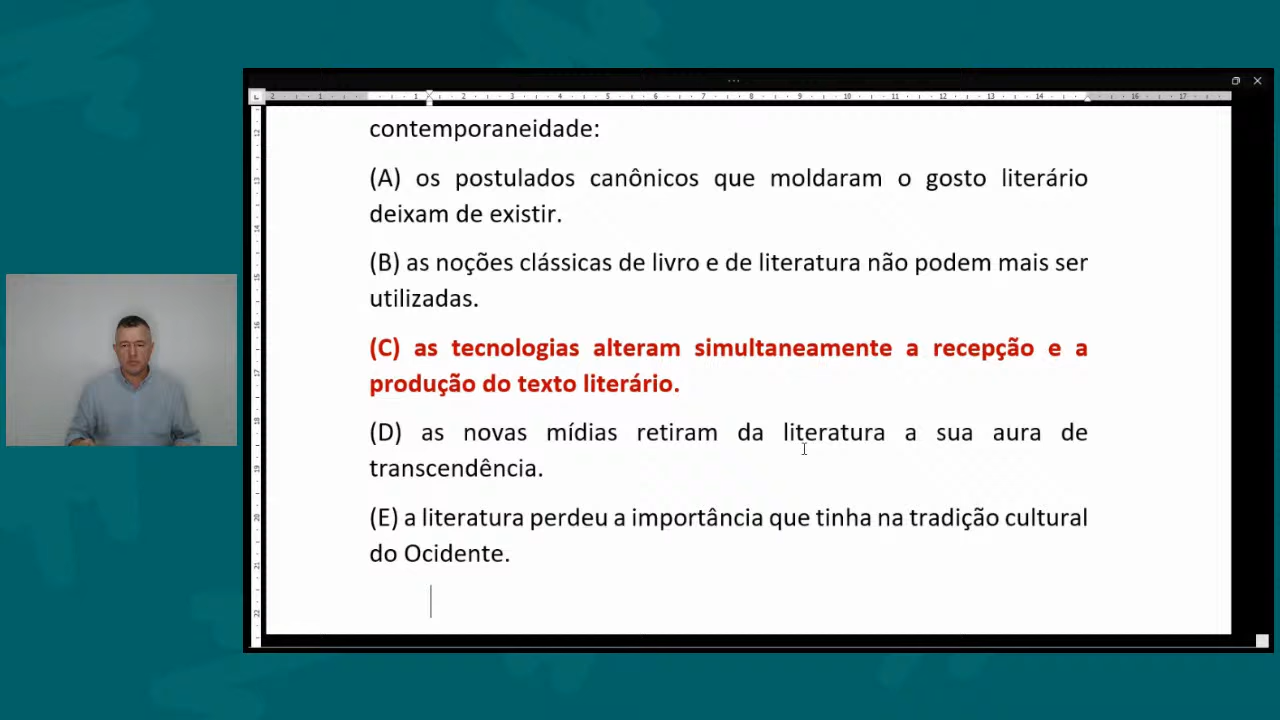 contemporaneidade:
(A) os postulados canônicos que moldaram o gosto literário
deixam de existir.
(B) as noções clássicas de livro e de literatura não podem mais ser
utilizadas.
(C) as tecnologias alteram simultaneamente a recepção e a
produção do texto literário.
(D) as novas mídias retiram da literatura a sua aura de
transcendência.
(E) a literatura perdeu a importância que tinha na tradição cultural
do Ocidente.